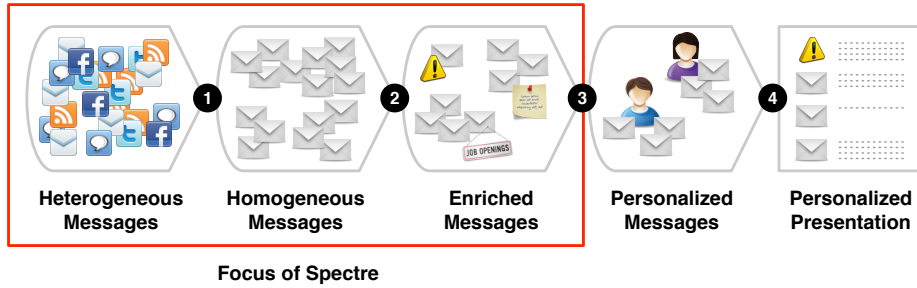 1
2
3
4
JOB OPENINGS
Heterogeneous
Messages
Homogeneous
Messages
Enriched
Messages
Personalized
Messages
Personalized
Presentation
Focus of Spectre